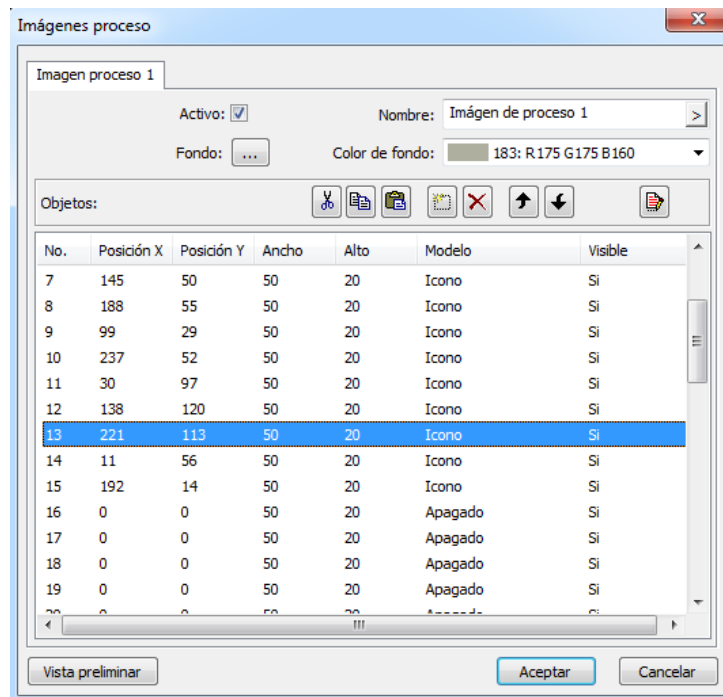 Imágenes proceso
Imagen proceso 1
Activo: Nombre: Imágen de proceso 1 >
Fondo: ... Color de fondo: 183: R175 G175 B160
Objetos:
No. Posición X Posición Y Ancho Alto Modelo Visible
7 145 50 50 20 Icono Si
8 188 55 50 20 Icono Si
9 99 29 50 20 Icono Si
10 237 52 50 20 Icono Si
11 30 97 50 20 Icono Si
12 138 120 50 20 Icono Si
13 221 113 50 20 Icono Si
14 11 56 50 20 Icono Si
15 192 14 50 20 Icono Si
16 0 0 50 20 Apagado Si
17 0 0 50 20 Apagado Si
18 0 0 50 20 Apagado Si
19 0 0 50 20 Apagado Si
Vista preliminar Aceptar Cancelar